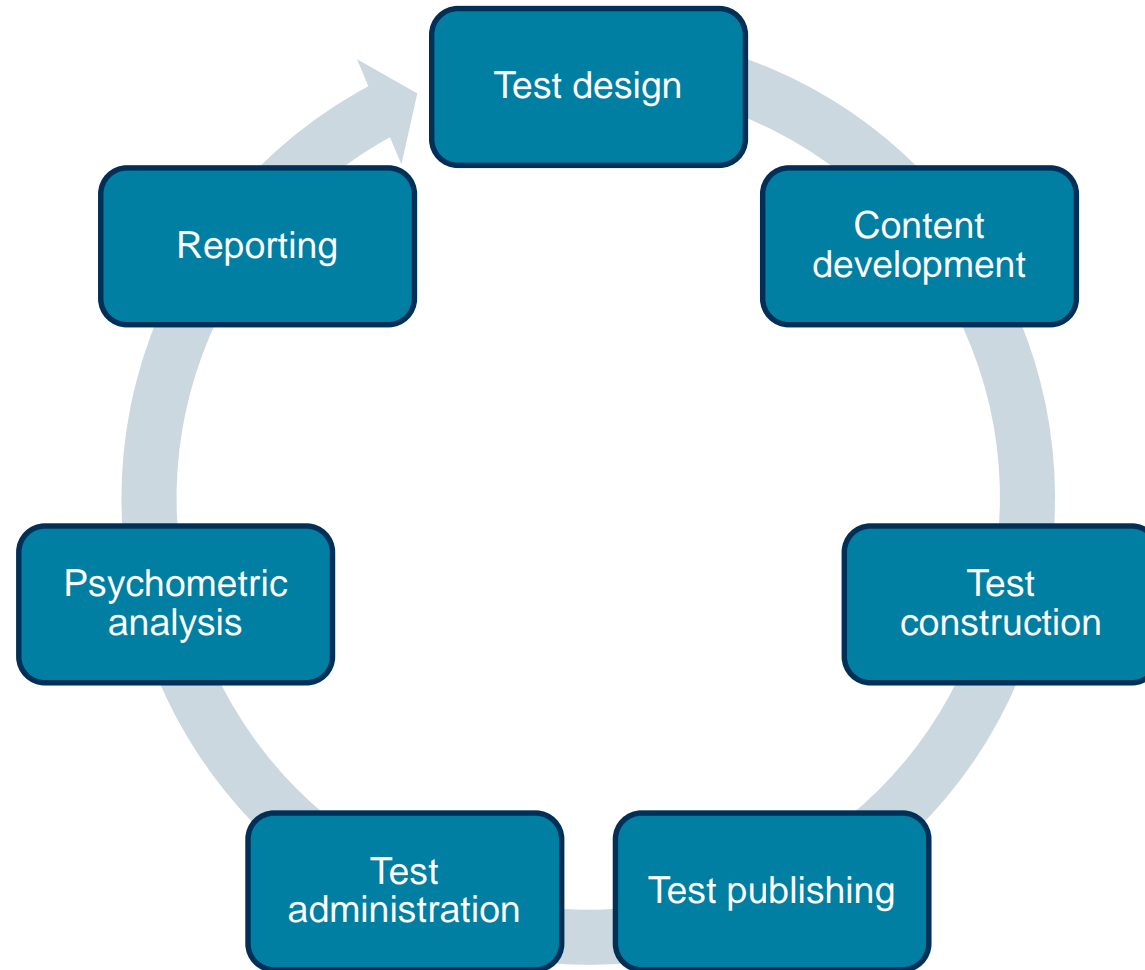 Test design
Content
development
Test
construction
Test publishing
Test
administration
Psychometric
analysis
Reporting